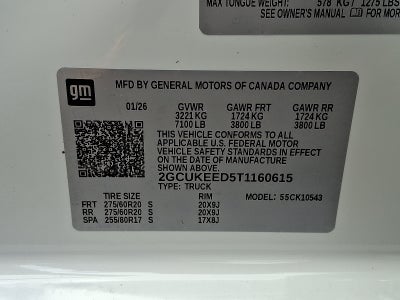 MAX TONGUE WEIGHT: 578 KG / 1275 LBS
SEE OWNER'S MANUAL FOR MORE
gm
MFD BY GENERAL MOTORS OF CANADA COMPANY
01/26 GVWR GAWR FRT GAWR RR
3221 KG 1724 KG 1724 KG
7100 LB 3800 LB 3800 LB
THIS VEHICLE CONFORMS TO ALL
APPLICABLE U.S. FEDERAL MOTOR
VEHICLE SAFETY STANDARDS IN EFFECT
ON THE DATE OF MANUFACTURE
SHOWN ABOVE.
2GCUKEED5T1160615
TYPE: TRUCK MODEL: 55CK10543
TIRE SIZE RIM
FRT 275/60R20 S 20X9J
RR 275/60R20 S 20X9J
SPA 255/80R17 S 17X8J